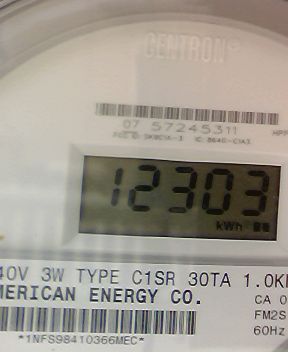 CENTRON®
07 57245311
12303
kWh
40V 3W TYPE C1SR 30TA 1.0K
MERICAN ENERGY CO.
CA 0
FM2S
60Hz
*1NFS98410366MEC*